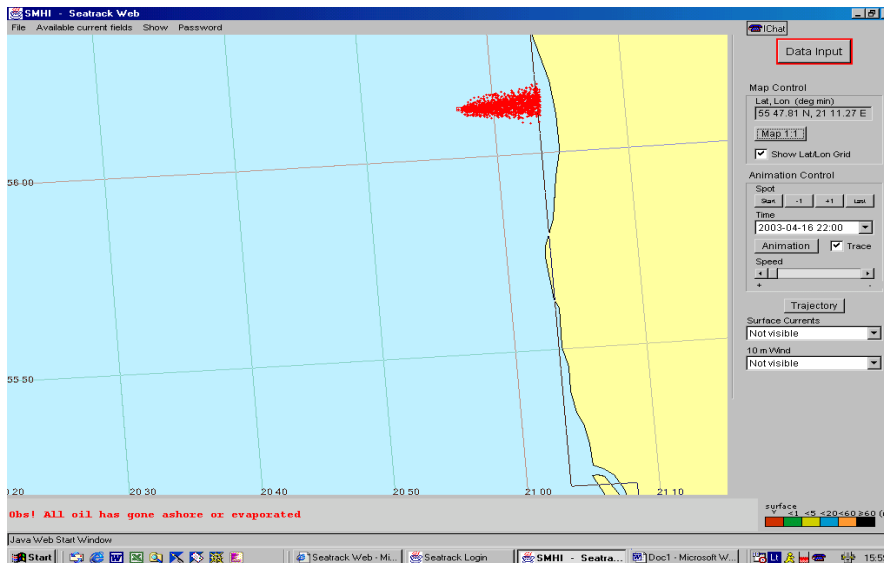 SMHI - Seatrack Web
File Available current fields Show Password
IChat
Data Input
Map Control
Lat, Lon (deg min)
55 47.81 N, 21 11.27 E
Map 1:1
Show Lat/Lon Grid
Animation Control
Spot
Start -1 +1 Last
Time
2003-04-16 22:00
Animation Trace
Speed
+ -
Trajectory
Surface Currents
Not visible
10 m Wind
Not visible
56 00
55 50
20 30 20 40 20 50 21 00 21 10
Obs! All oil has gone ashore or evaporated
surface
<1 <5 <20 <60 ≥60
Java Web Start Window
Start Seatrack Web - Mi... Seatrack Login SMHI - Seatra... Doc1 - Microsoft W... Lt